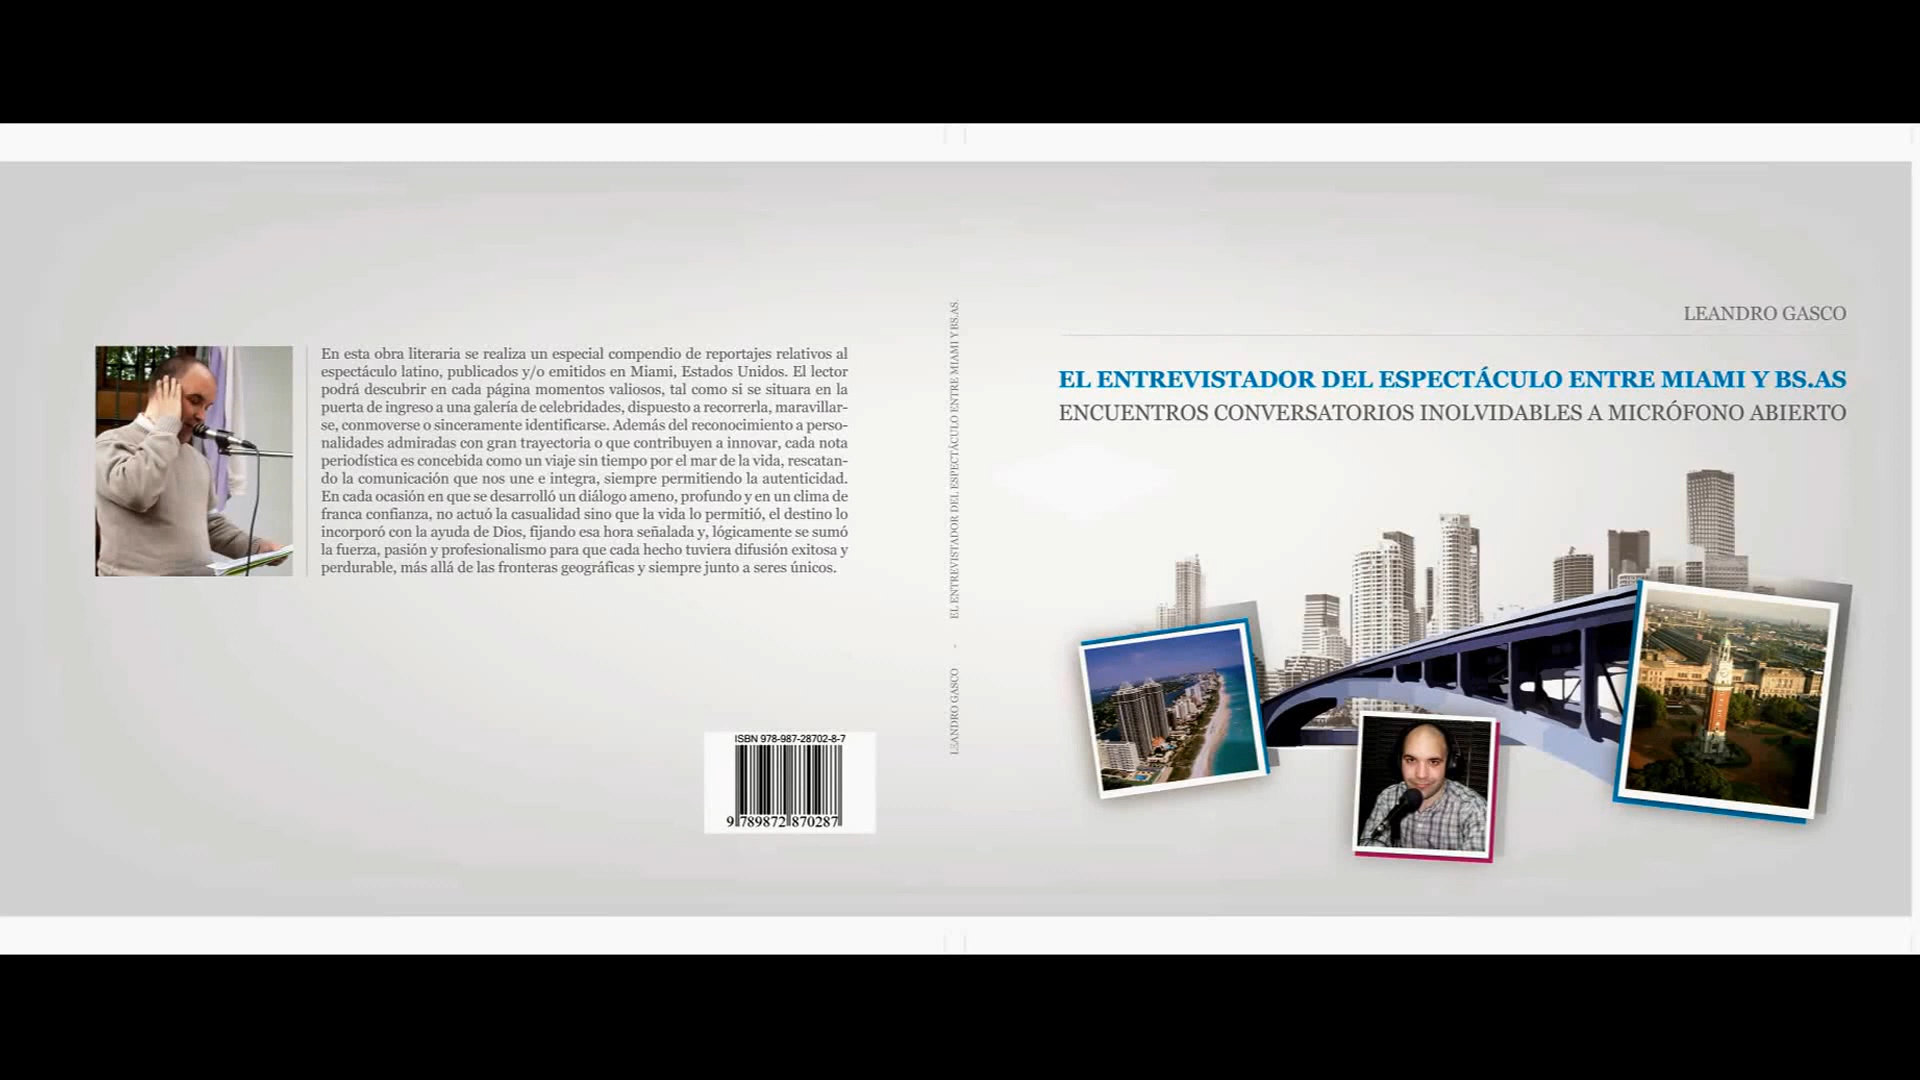 En esta obra literaria se realiza un especial compendio de reportajes relativos al
espectáculo latino, publicados y/o emitidos en Miami, Estados Unidos. El lector
podrá descubrir en cada página momentos valiosos, tal como si se situara en la
puerta de ingreso a una galería de celebridades, dispuesto a recorrerla, maravillar-
se, conmoverse o sinceramente identificarse. Además del reconocimiento a perso-
nalidades admiradas con gran trayectoria o que contribuyen a innovar, cada nota
periodística es concebida como un viaje sin tiempo por el mar de la vida, rescatan-
do la comunicación que nos une e integra, siempre permitiendo la autenticidad.
En cada ocasión en que se desarrolló un diálogo ameno, profundo y en un clima de
franca confianza, no actuó la casualidad sino que la vida lo permitió, el destino lo
incorporó con la ayuda de Dios, fijando esa hora señalada y, lógicamente se sumó
la fuerza, pasión y profesionalismo para que cada hecho tuviera difusión exitosa y
perdurable, más allá de las fronteras geográficas y siempre junto a seres únicos.
ISBN 978-987-28702-8-7
9 789872 870287
LEANDRO GASCO - EL ENTREVISTADOR DEL ESPECTÁCULO ENTRE MIAMI Y BS.AS.
LEANDRO GASCO
EL ENTREVISTADOR DEL ESPECTÁCULO ENTRE MIAMI Y BS.AS
ENCUENTROS CONVERSATORIOS INOLVIDABLES A MICRÓFONO ABIERTO